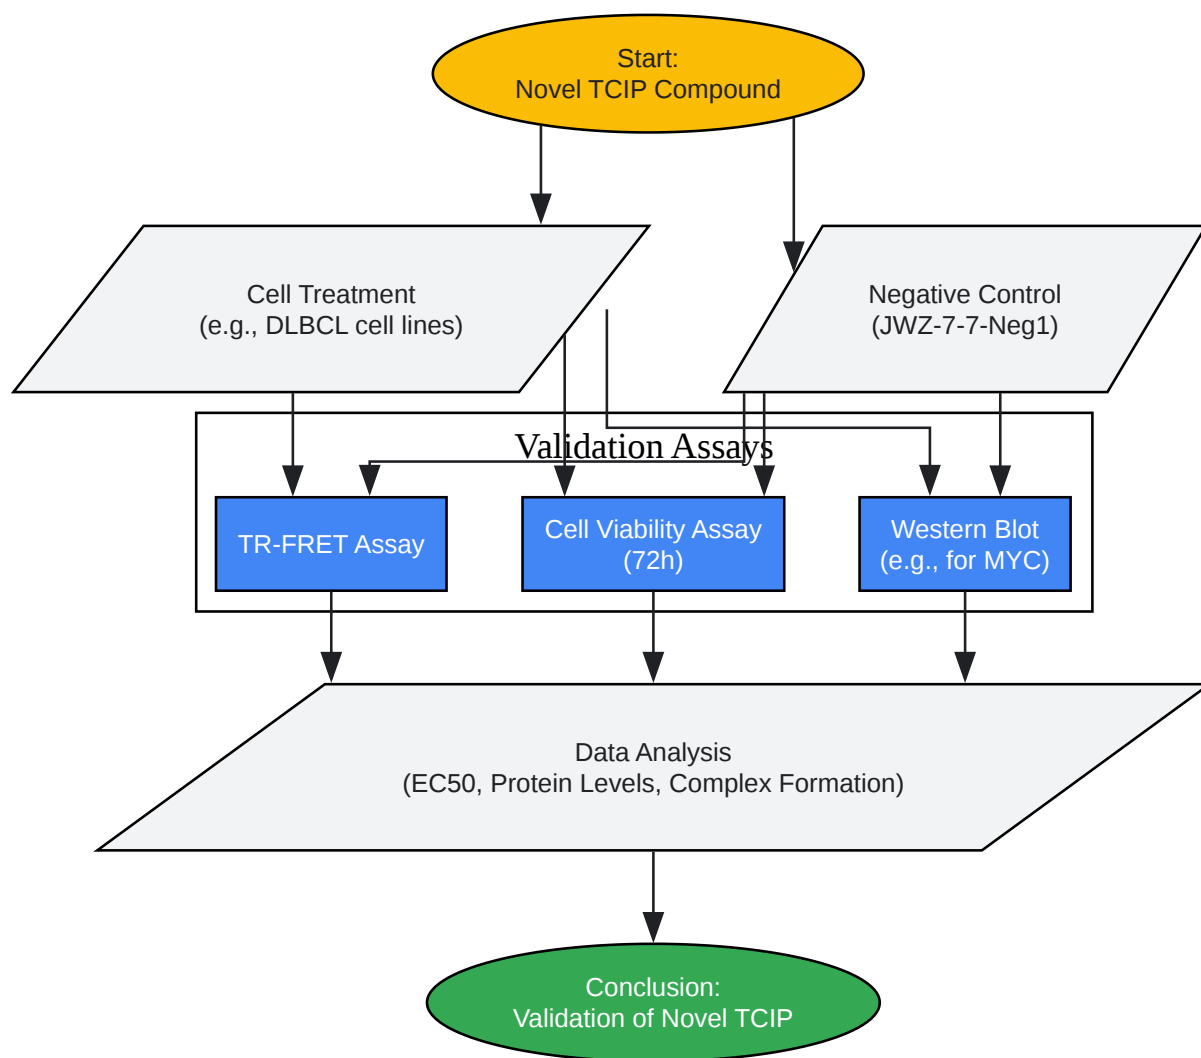 Start:
Novel TCIP Compound
Cell Treatment
(e.g., DLBCL cell lines)
Negative Control
(JWZ-7-7-Neg1)
Validation Assays
TR-FRET Assay
Cell Viability Assay
(72h)
Western Blot
(e.g., for MYC)
Data Analysis
(EC50, Protein Levels, Complex Formation)
Conclusion:
Validation of Novel TCIP